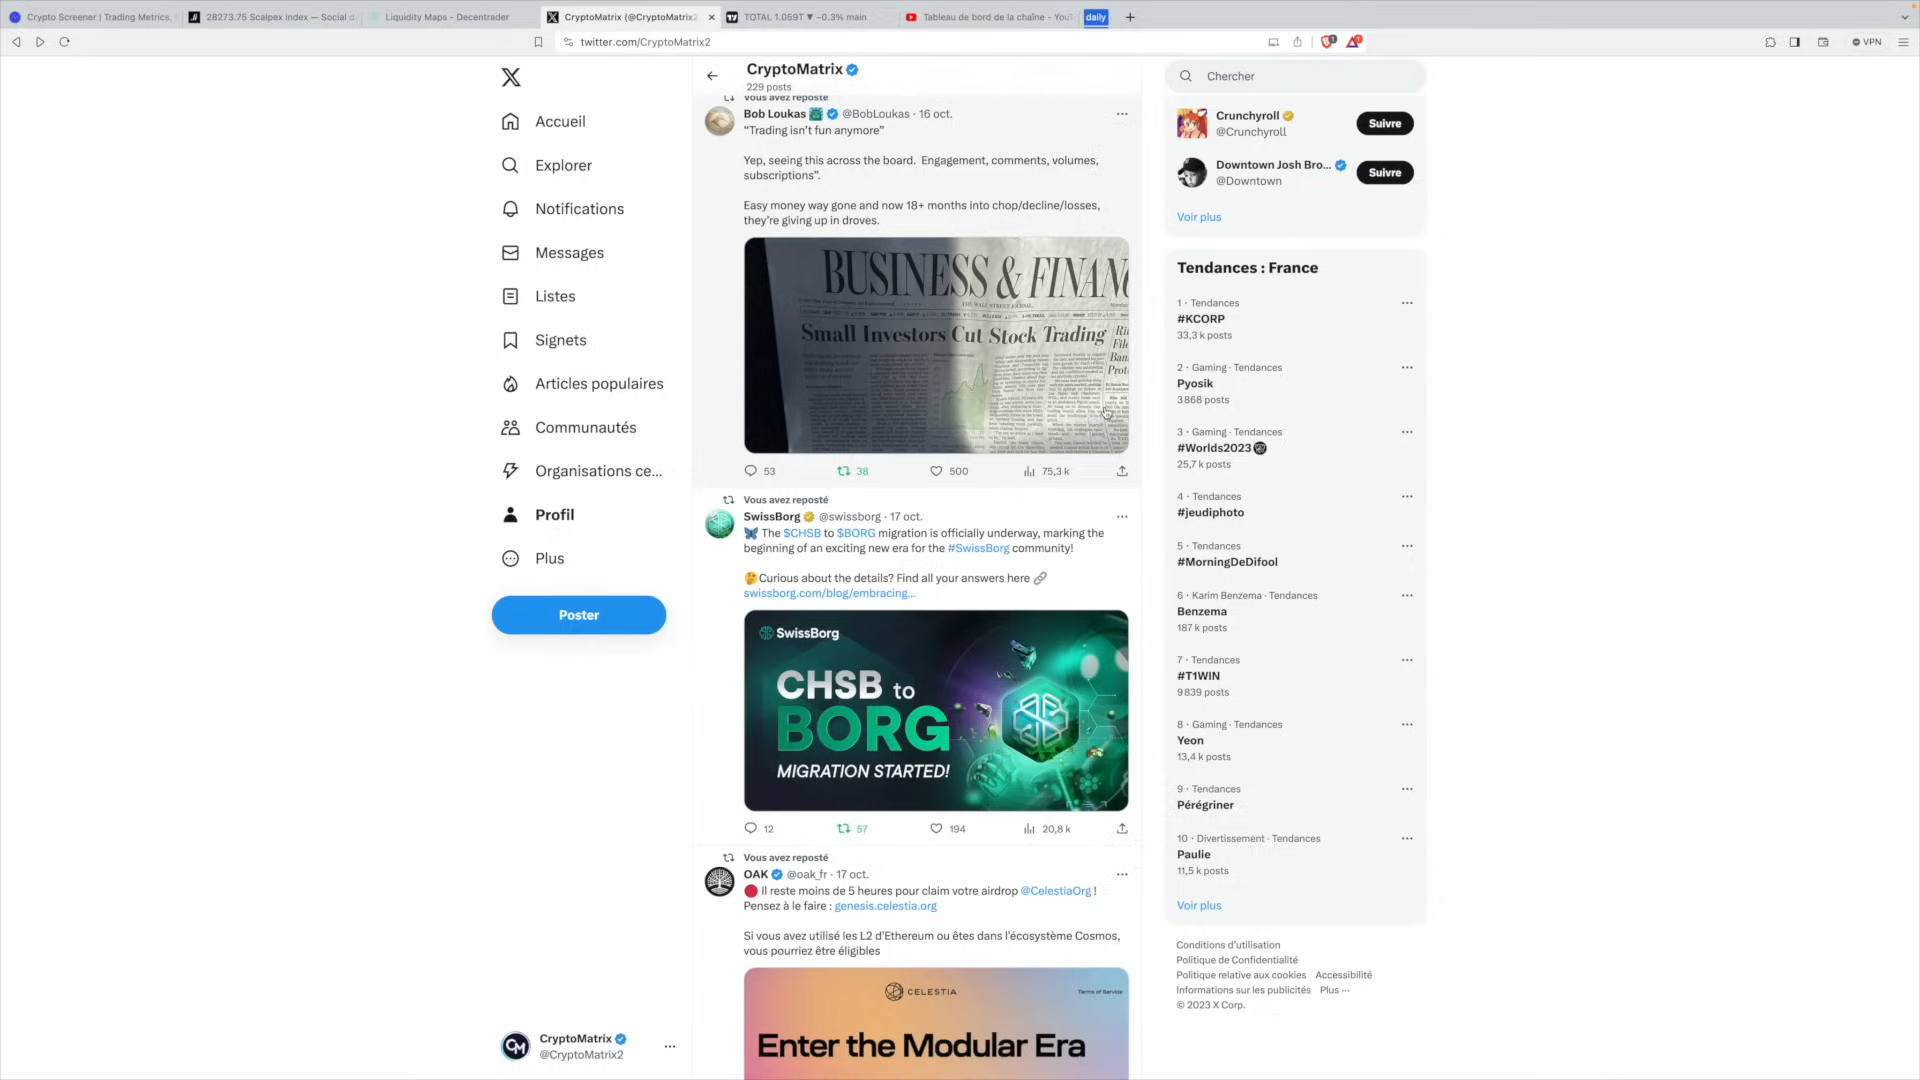 Crypto Screener | Trading Metrics,
28273.75 Scalpex index — Social d
Liquidity Maps - Decentrader
CryptoMatrix (@CryptoMatrix2
TOTAL 1.059T ▼ −0.3% main
Tableau de bord de la chaîne - YouT
daily
twitter.com/CryptoMatrix2
VPN
Accueil
Explorer
Notifications
Messages
Listes
Signets
Articles populaires
Communautés
Organisations ce...
Profil
Plus
Poster
CryptoMatrix
@CryptoMatrix2
CryptoMatrix
229 posts
Vous avez reposté
Bob Loukas @BobLoukas · 16 oct.
“Trading isn’t fun anymore”
Yep, seeing this across the board. Engagement, comments, volumes,
subscriptions”.
Easy money way gone and now 18+ months into chop/decline/losses,
they’re giving up in droves.
BUSINESS & FINAN
THE WALL STREET JOURNAL.
Small Investors Cut Stock Trading
53
38
500
75,3 k
Vous avez reposté
SwissBorg @swissborg · 17 oct.
🦋 The $CHSB to $BORG migration is officially underway, marking the
beginning of an exciting new era for the #SwissBorg community!
🤔Curious about the details? Find all your answers here 🔗
swissborg.com/blog/embracing...
SwissBorg
CHSB to
BORG
MIGRATION STARTED!
12
57
194
20,8 k
Vous avez reposté
OAK @oak_fr · 17 oct.
🔴 Il reste moins de 5 heures pour claim votre airdrop @CelestiaOrg !
Pensez à le faire : genesis.celestia.org
Si vous avez utilisé les L2 d'Ethereum ou êtes dans l'écosystème Cosmos,
vous pourriez être éligibles
CELESTIA
Terms of Service
Enter the Modular Era
Chercher
Crunchyroll
@Crunchyroll
Suivre
Downtown Josh Bro...
@Downtown
Suivre
Voir plus
Tendances : France
1 · Tendances
#KCORP
33,3 k posts
2 · Gaming · Tendances
Pyosik
3 868 posts
3 · Gaming · Tendances
#Worlds2023
25,7 k posts
4 · Tendances
#jeudiphoto
5 · Tendances
#MorningDeDifool
6 · Karim Benzema · Tendances
Benzema
187 k posts
7 · Tendances
#T1WIN
9 839 posts
8 · Gaming · Tendances
Yeon
13,4 k posts
9 · Tendances
Pérégriner
10 · Divertissement · Tendances
Paulie
11,5 k posts
Voir plus
Conditions d'utilisation
Politique de Confidentialité
Politique relative aux cookies Accessibilité
Informations sur les publicités Plus ···
© 2023 X Corp.